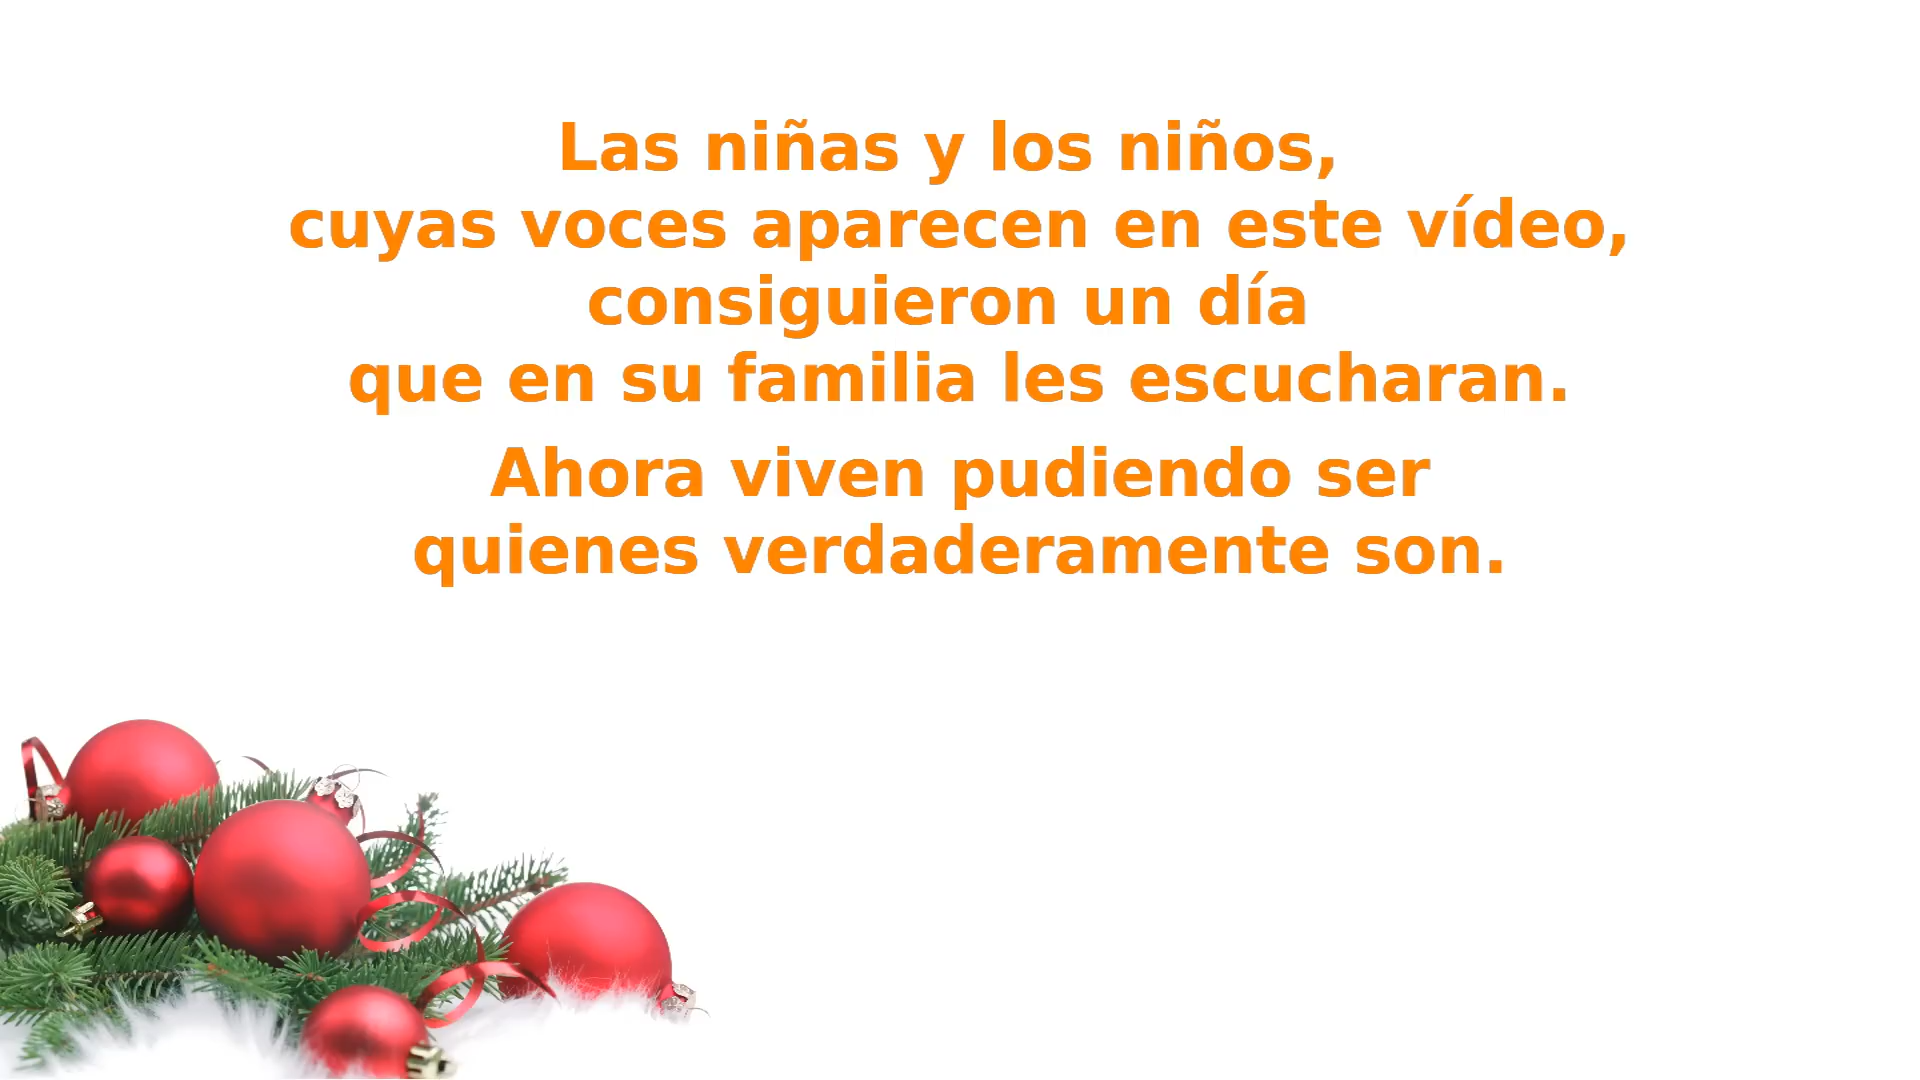 Las niñas y los niños,
cuyas voces aparecen en este vídeo,
consiguieron un día
que en su familia les escucharan.
Ahora viven pudiendo ser
quienes verdaderamente son.